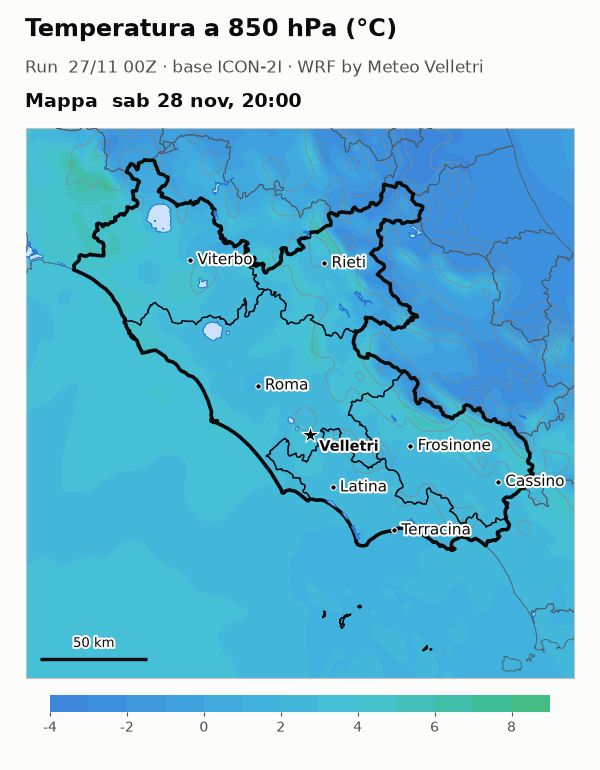 Temperatura a 850 hPa (°C)
Run  27/11 00Z · base ICON-2I · WRF by Meteo Velletri
Mappa  sab 28 nov, 20:00
Viterbo
Rieti
Roma
Velletri
Frosinone
Cassino
Latina
Terracina
50 km
-4 -2 0 2 4 6 8